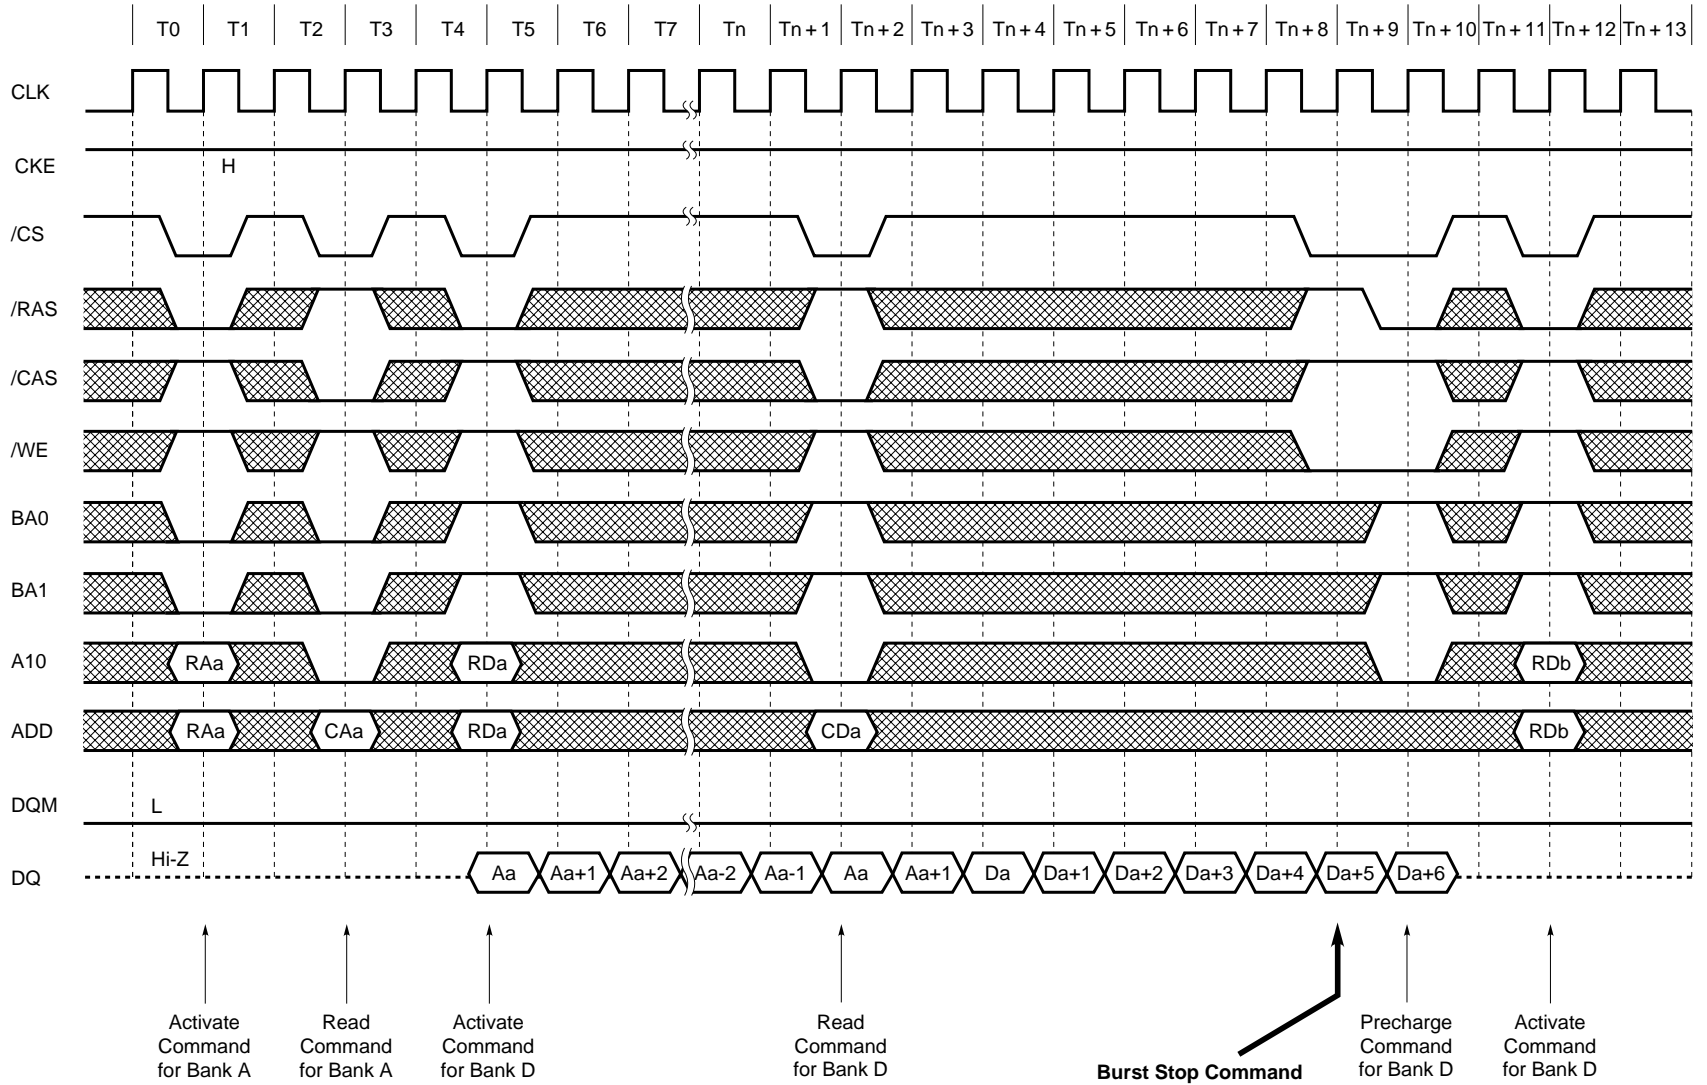 T0 T1 T2 T3 T4 T5 T6 T7 Tn Tn + 1 Tn + 2 Tn + 3 Tn + 4 Tn + 5 Tn + 6 Tn + 7 Tn + 8 Tn + 9 Tn + 10 Tn + 11 Tn + 12 Tn + 13
CLK
CKE H
/CS
/RAS
/CAS
/WE
BA0
BA1
A10 RAa RDa RDb
ADD RAa CAa RDa CDa RDb
DQM L
Hi-Z
DQ Aa Aa+1 Aa+2 Aa-2 Aa-1 Aa Aa+1 Da Da+1 Da+2 Da+3 Da+4 Da+5 Da+6
Activate
Command
for Bank A
Read
Command
for Bank A
Activate
Command
for Bank D
Read
Command
for Bank D
Burst Stop Command
Precharge
Command
for Bank D
Activate
Command
for Bank D